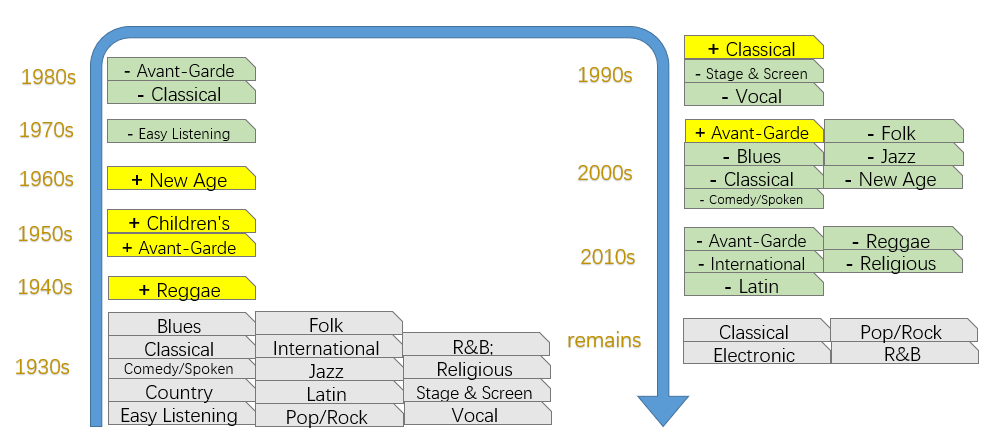 1980s
- Avant-Garde
- Classical
1970s
- Easy Listening
1960s
+ New Age
1950s
+ Children's
+ Avant-Garde
1940s
+ Reggae
1930s
Blues
Classical
Comedy/Spoken
Country
Easy Listening
Folk
International
Jazz
Latin
Pop/Rock
R&B;
Religious
Stage & Screen
Vocal
1990s
+ Classical
- Stage & Screen
- Vocal
2000s
+ Avant-Garde
- Blues
- Classical
- Comedy/Spoken
- Folk
- Jazz
- New Age
2010s
- Avant-Garde
- International
- Latin
- Reggae
- Religious
remains
Classical
Electronic
Pop/Rock
R&B